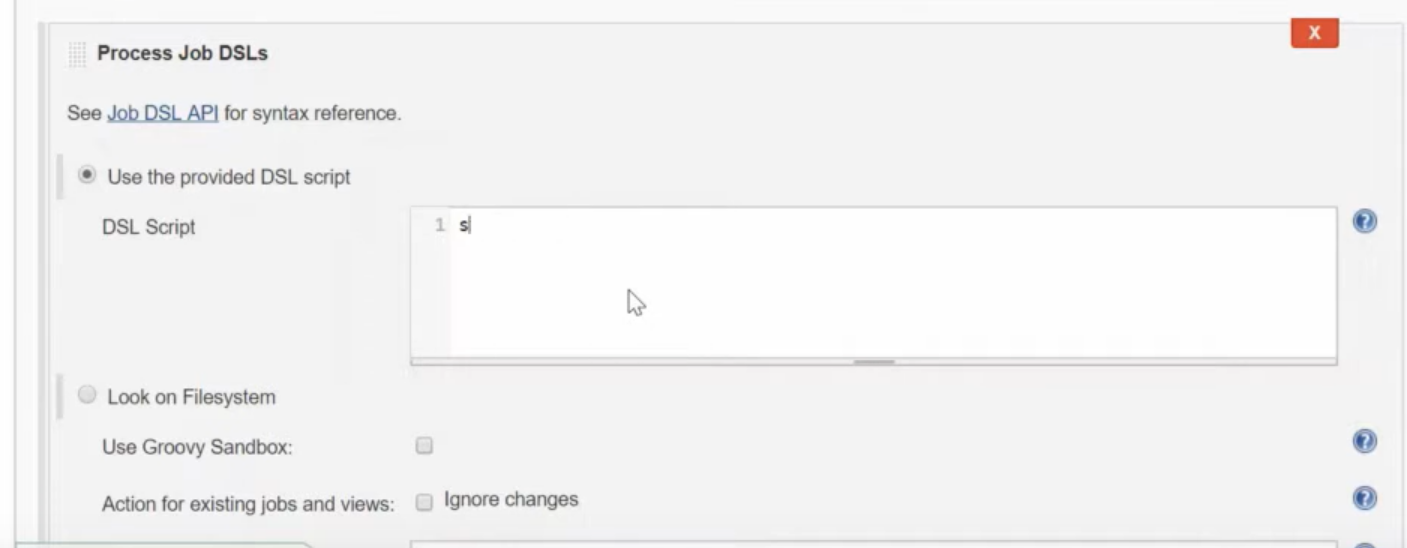 X
Process Job DSLs
See Job DSL API for syntax reference.
Use the provided DSL script
DSL Script
1 s
?
Look on Filesystem
Use Groovy Sandbox:
?
Action for existing jobs and views: Ignore changes
?